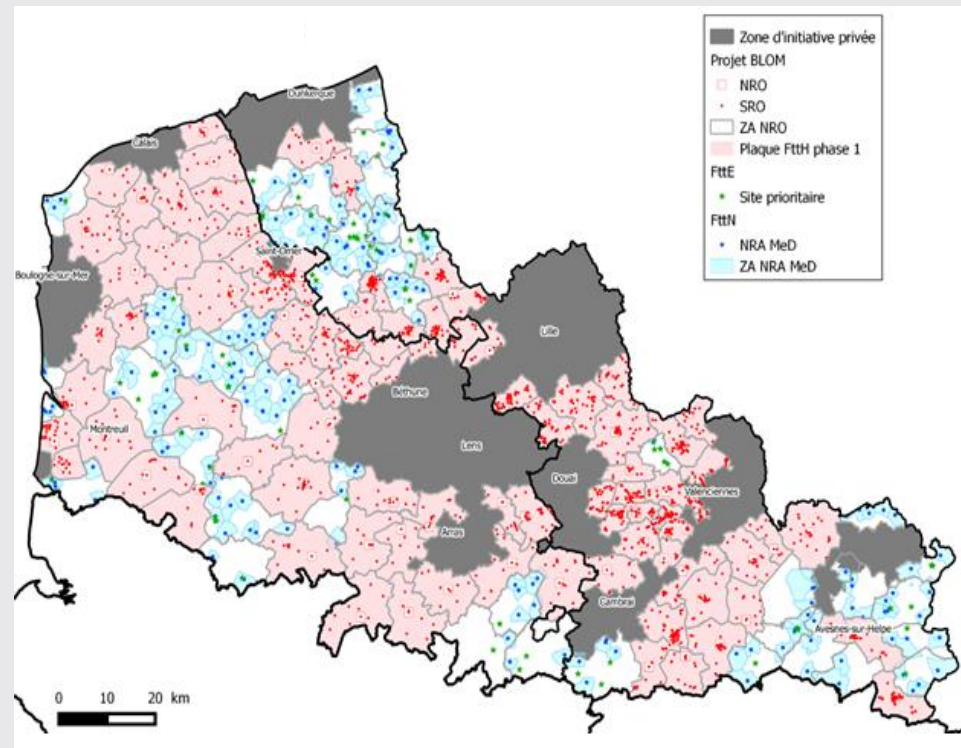 Zone d'initiative privée
Projet BLOM
NRO
SRO
ZA NRO
Plaque FttH phase 1
FttE
Site prioritaire
FttN
NRA MeD
ZA NRA MeD
Dunkerque
Calais
Saint-Omer
Boulogne-sur-Mer
Lille
Béthune
Montreuil
Lens
Douai
Valenciennes
Arras
Cambrai
Avesnes-sur-Helpe
0 10 20 km